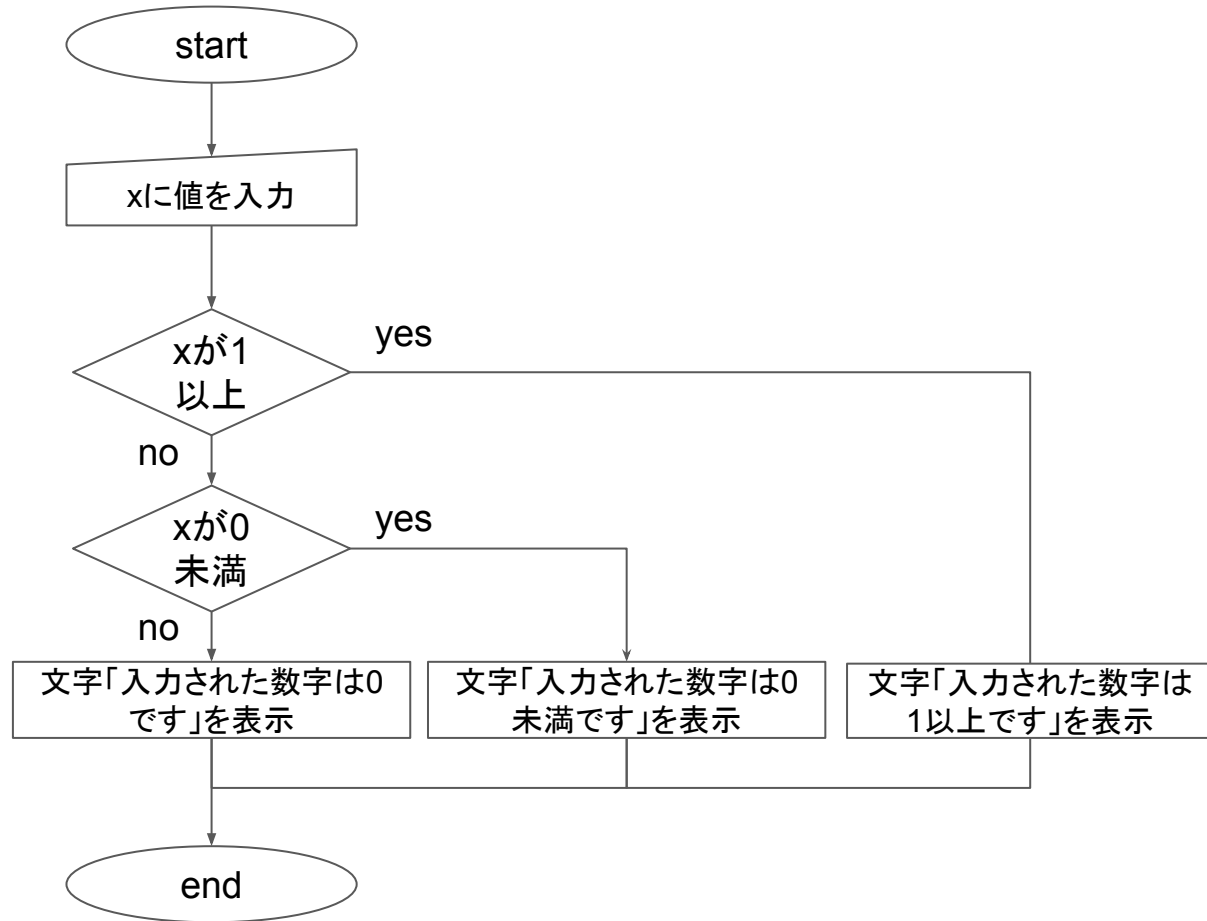 start
xに値を入力
xが1
以上
yes
no
xが0
未満
yes
no
文字「入力された数字は0
です」を表示
文字「入力された数字は0
未満です」を表示
文字「入力された数字は
1以上です」を表示
end